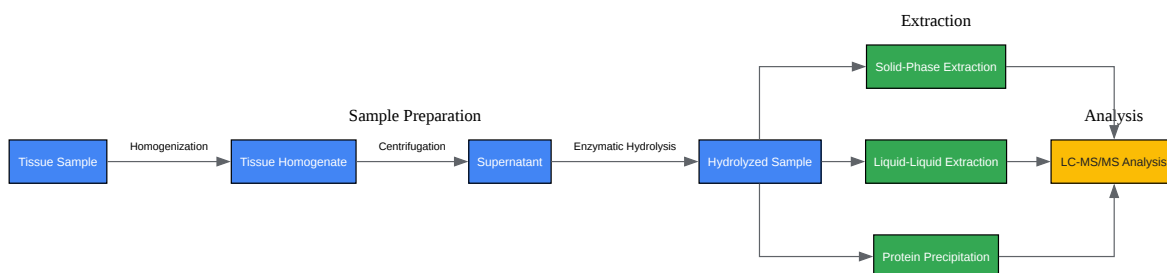 Extraction
Solid-Phase Extraction
Sample Preparation
Analysis
Tissue Sample
Homogenization
Tissue Homogenate
Centrifugation
Supernatant
Enzymatic Hydrolysis
Hydrolyzed Sample
Liquid-Liquid Extraction
LC-MS/MS Analysis
Protein Precipitation